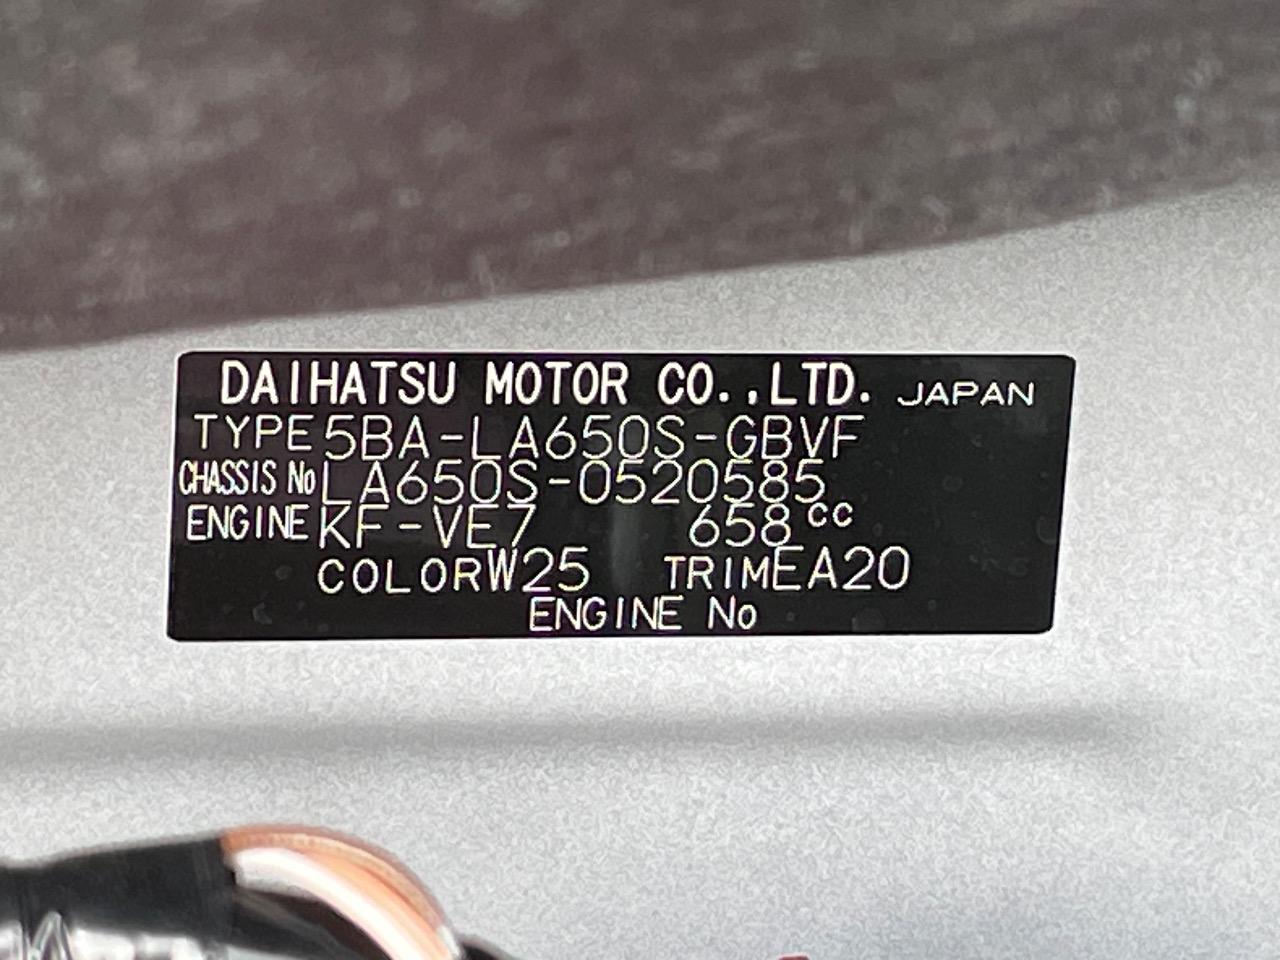 DAIHATSU MOTOR CO.,LTD. JAPAN
TYPE 5BA-LA650S-GBVF
CHASSIS No LA650S-0520585
ENGINE KF-VE7 658cc
COLOR W25 TRIM EA20
ENGINE No